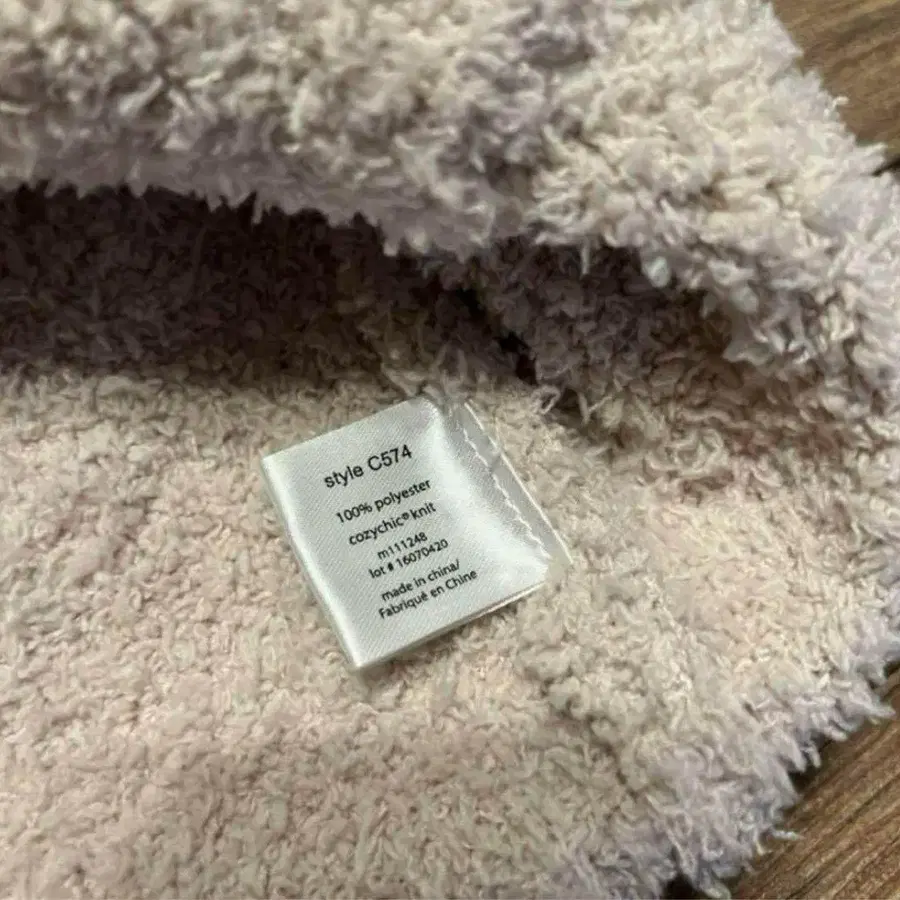 style C574
100% polyester
cozychic® knit
m111248
lot # 16070420
made in china/
Fabriqué en Chine